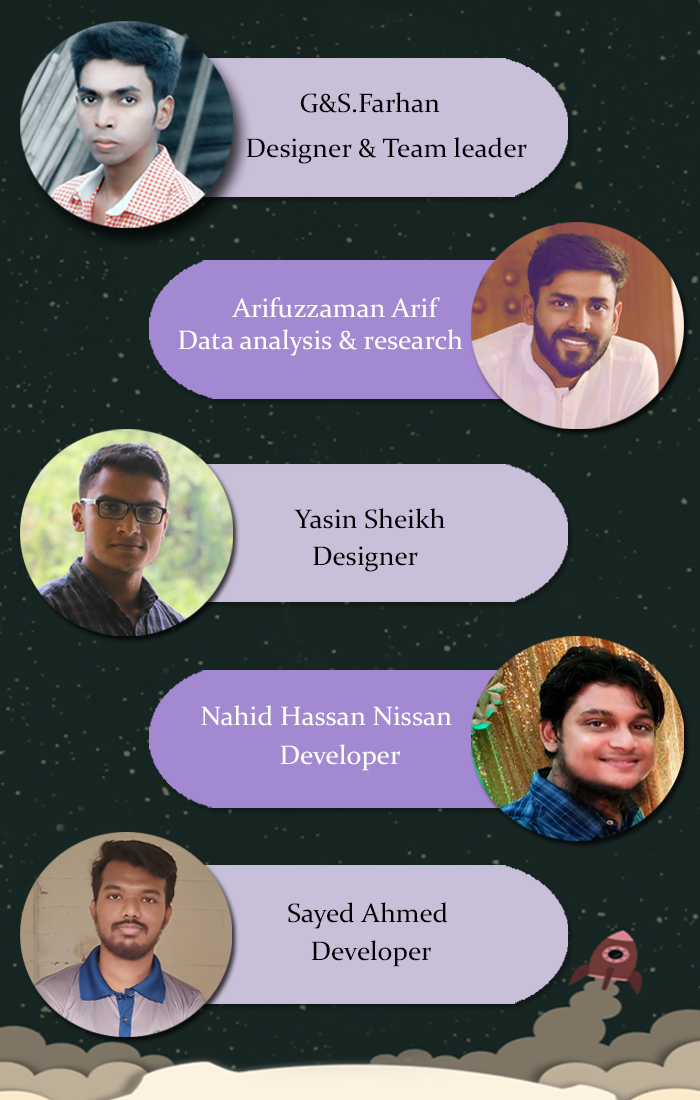 G&S.Farhan
Designer & Team leader
Arifuzzaman Arif
Data analysis & research
Yasin Sheikh
Designer
Nahid Hassan Nissan
Developer
Sayed Ahmed
Developer